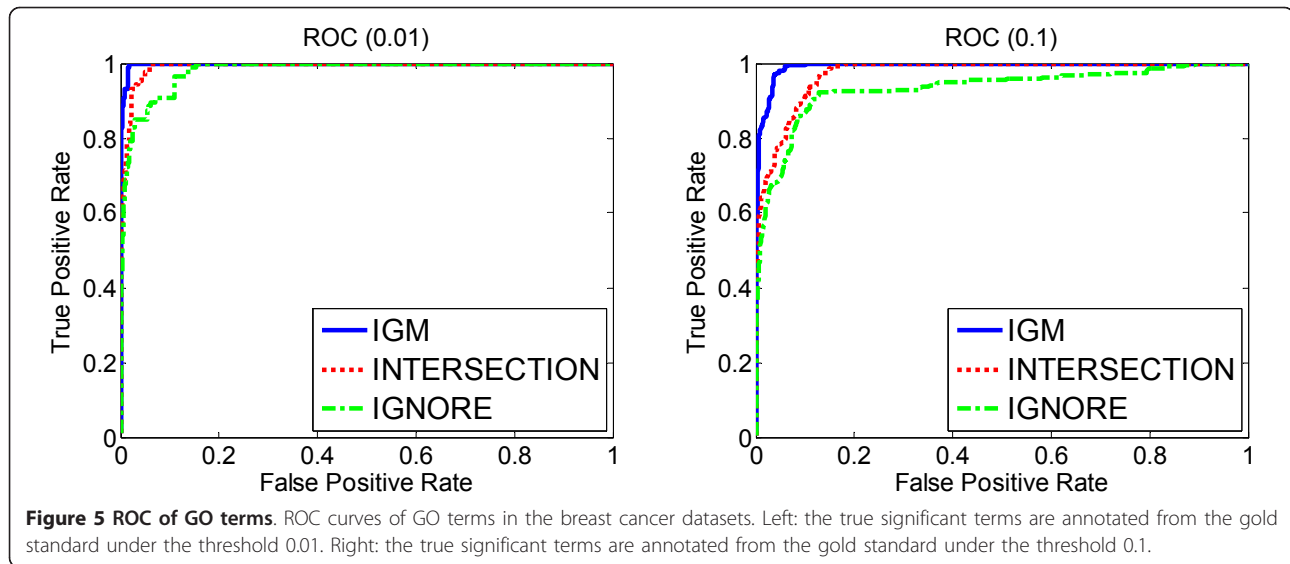 ROC (0.01)
True Positive Rate
1
0.8
0.6
0.4
0.2
0
0 0.2 0.4 0.6 0.8 1
False Positive Rate
IGM
INTERSECTION
IGNORE
ROC (0.1)
True Positive Rate
1
0.8
0.6
0.4
0.2
0
0 0.2 0.4 0.6 0.8 1
False Positive Rate
IGM
INTERSECTION
IGNORE
Figure 5 ROC of GO terms. ROC curves of GO terms in the breast cancer datasets. Left: the true significant terms are annotated from the gold
standard under the threshold 0.01. Right: the true significant terms are annotated from the gold standard under the threshold 0.1.